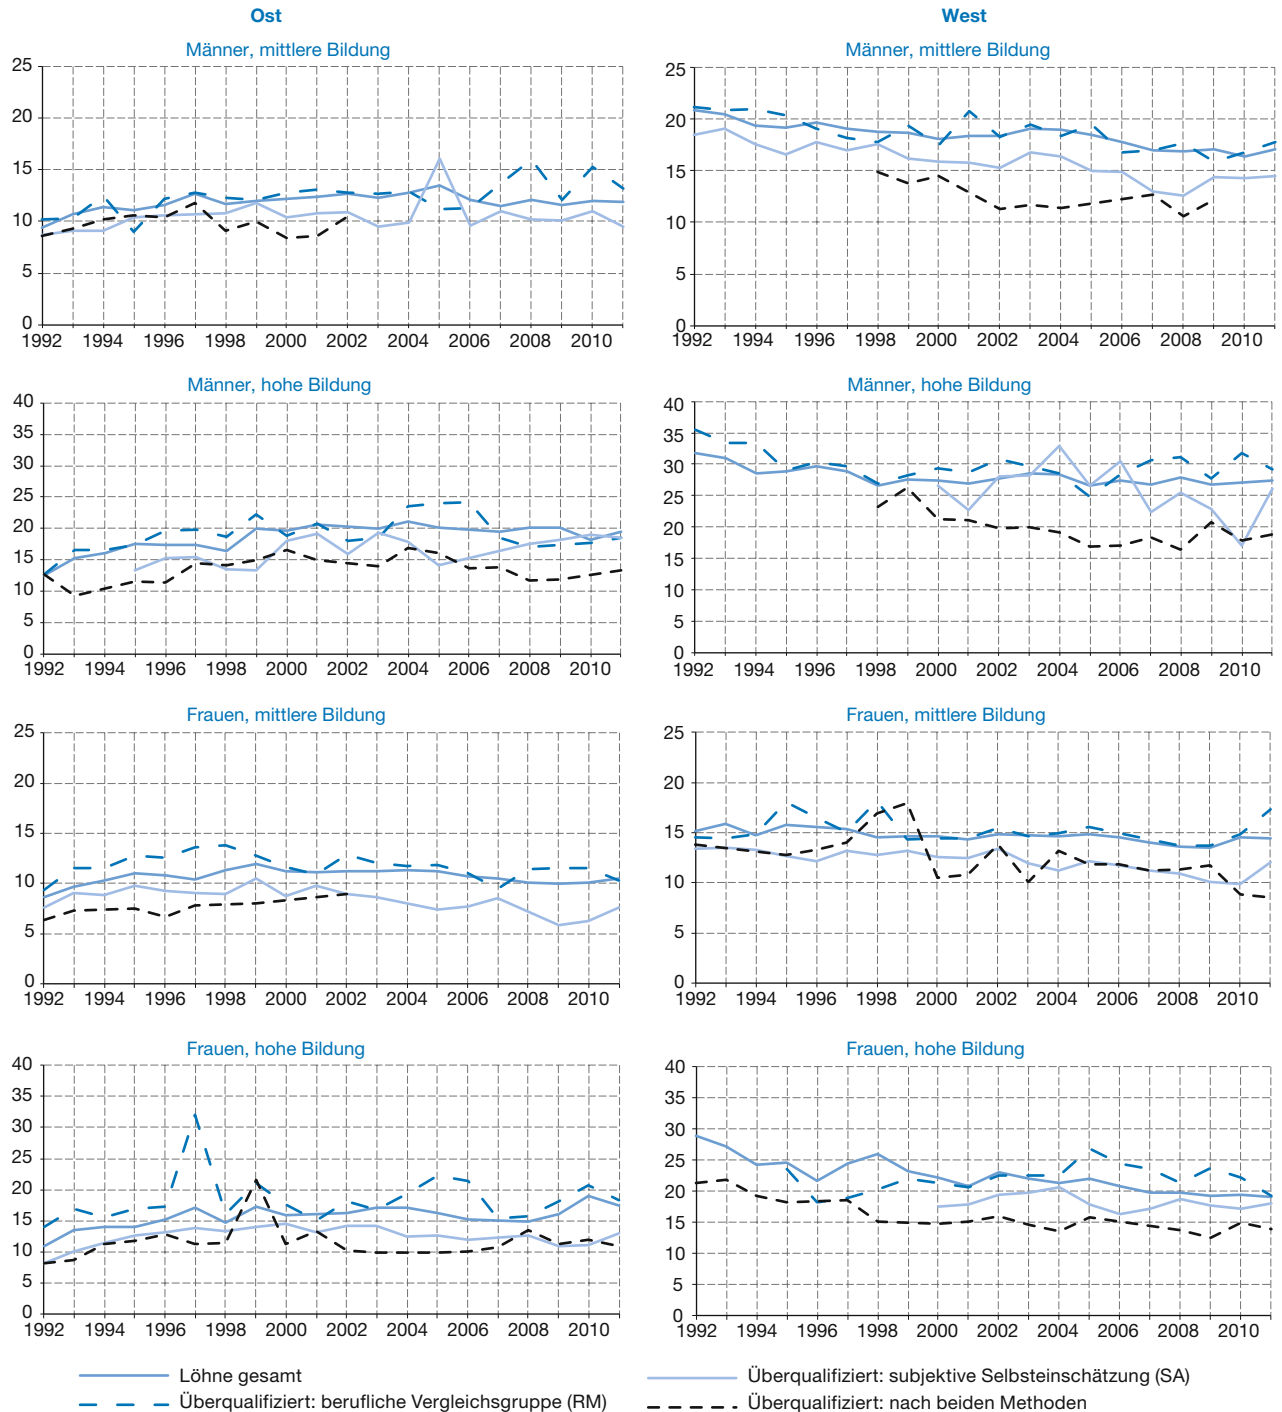 Ost
West
Männer, mittlere Bildung
25
20
15
10
5
0
1992 1994 1996 1998 2000 2002 2004 2006 2008 2010
Männer, mittlere Bildung
25
20
15
10
5
0
1992 1994 1996 1998 2000 2002 2004 2006 2008 2010
Männer, hohe Bildung
40
35
30
25
20
15
10
5
0
1992 1994 1996 1998 2000 2002 2004 2006 2008 2010
Männer, hohe Bildung
40
35
30
25
20
15
10
5
0
1992 1994 1996 1998 2000 2002 2004 2006 2008 2010
Frauen, mittlere Bildung
25
20
15
10
5
0
1992 1994 1996 1998 2000 2002 2004 2006 2008 2010
Frauen, mittlere Bildung
25
20
15
10
5
0
1992 1994 1996 1998 2000 2002 2004 2006 2008 2010
Frauen, hohe Bildung
40
35
30
25
20
15
10
5
0
1992 1994 1996 1998 2000 2002 2004 2006 2008 2010
Frauen, hohe Bildung
40
35
30
25
20
15
10
5
0
1992 1994 1996 1998 2000 2002 2004 2006 2008 2010
Löhne gesamt
Überqualifiziert: berufliche Vergleichsgruppe (RM)
Überqualifiziert: subjektive Selbsteinschätzung (SA)
Überqualifiziert: nach beiden Methoden